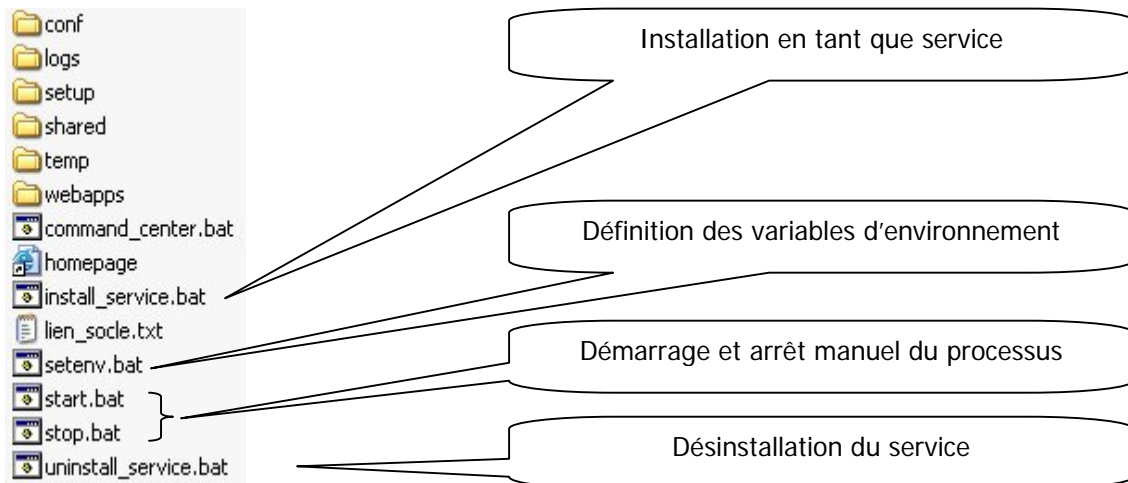 conf
logs
setup
shared
temp
webapps
command_center.bat
homepage
install_service.bat
lien_socle.txt
setenv.bat
start.bat
stop.bat
uninstall_service.bat
Installation en tant que service
Définition des variables d’environnement
Démarrage et arrêt manuel du processus
Désinstallation du service